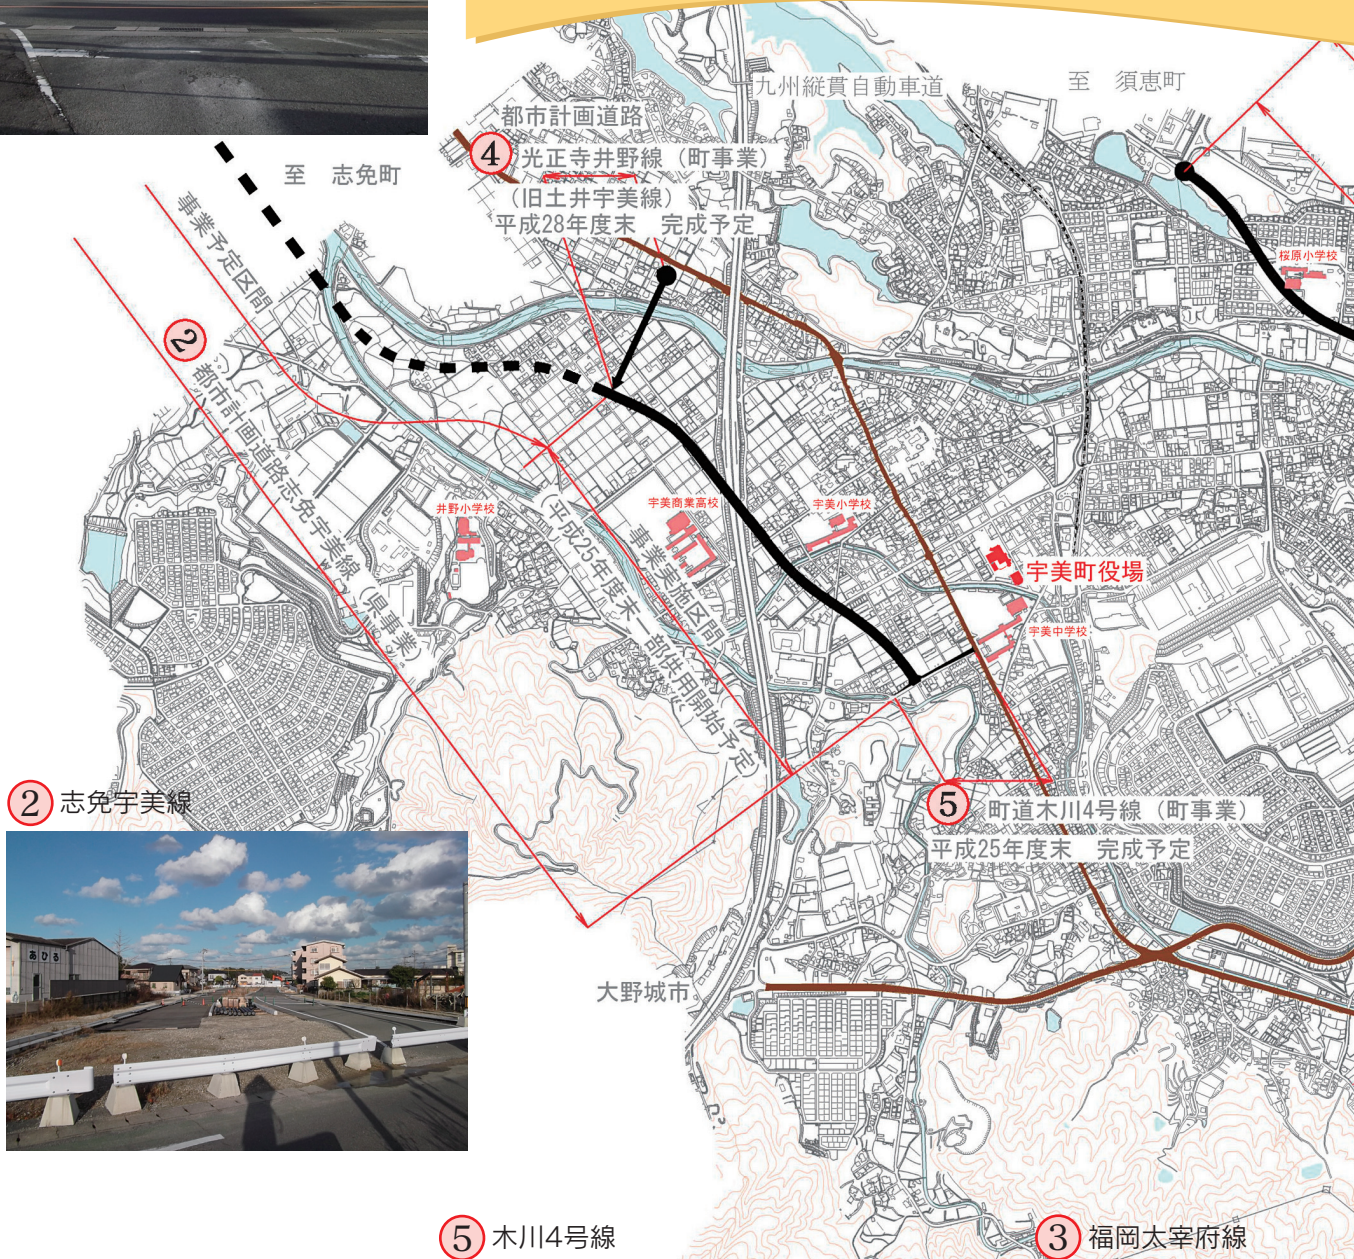 九州縦貫自動車道
至　須恵町
都市計画道路
④ 光正寺井野線（町事業）
（旧土井宇美線）
平成28年度末　完成予定
至　志免町
桜原小学校
事業予定区間
② 都市計画道路志免宇美線（県事業）
井野小学校
宇美商業高校
宇美小学校
事業実施区間
（平成25年度末一部供用開始予定）
宇美町役場
宇美中学校
⑤ 町道木川4号線（町事業）
平成25年度末　完成予定
② 志免宇美線
あひる
大野城市
⑤ 木川4号線
③ 福岡太宰府線